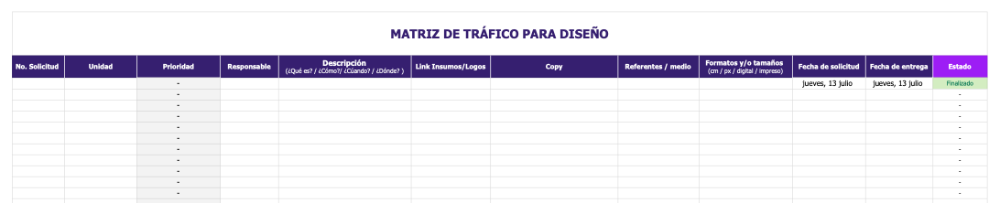 MATRIZ DE TRÁFICO PARA DISEÑO
No. Solicitud Unidad Prioridad Responsable Descripción Link Insumos/Logos Copy Referentes / medio Formatos y/o tamaños Fecha de solicitud Fecha de entrega Estado
(¿Qué es? / ¿Cómo?/ ¿Cúando? / ¿Dónde? ) (cm / px / digital / impreso)
- jueves, 13 julio jueves, 13 julio Finalizado
- -
- -
- -
- -
- -
- -
- -
- -
- -
- -